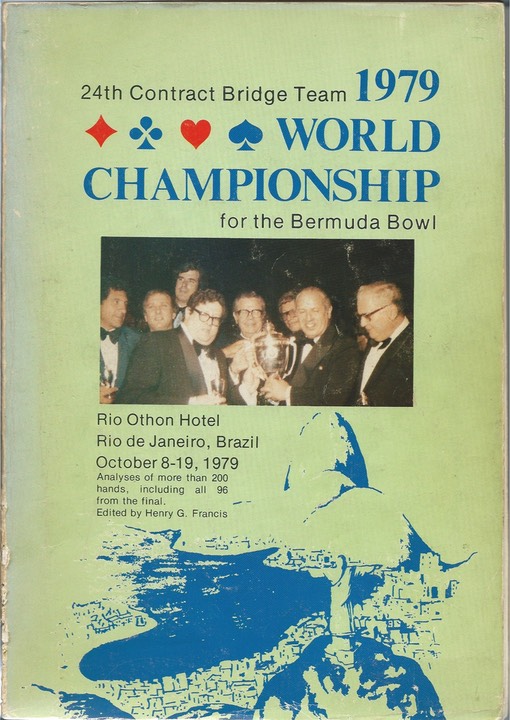 24th Contract Bridge Team 1979
WORLD
CHAMPIONSHIP
for the Bermuda Bowl
Rio Othon Hotel
Rio de Janeiro, Brazil
October 8-19, 1979
Analyses of more than 200
hands, including all 96
from the final.
Edited by Henry G. Francis